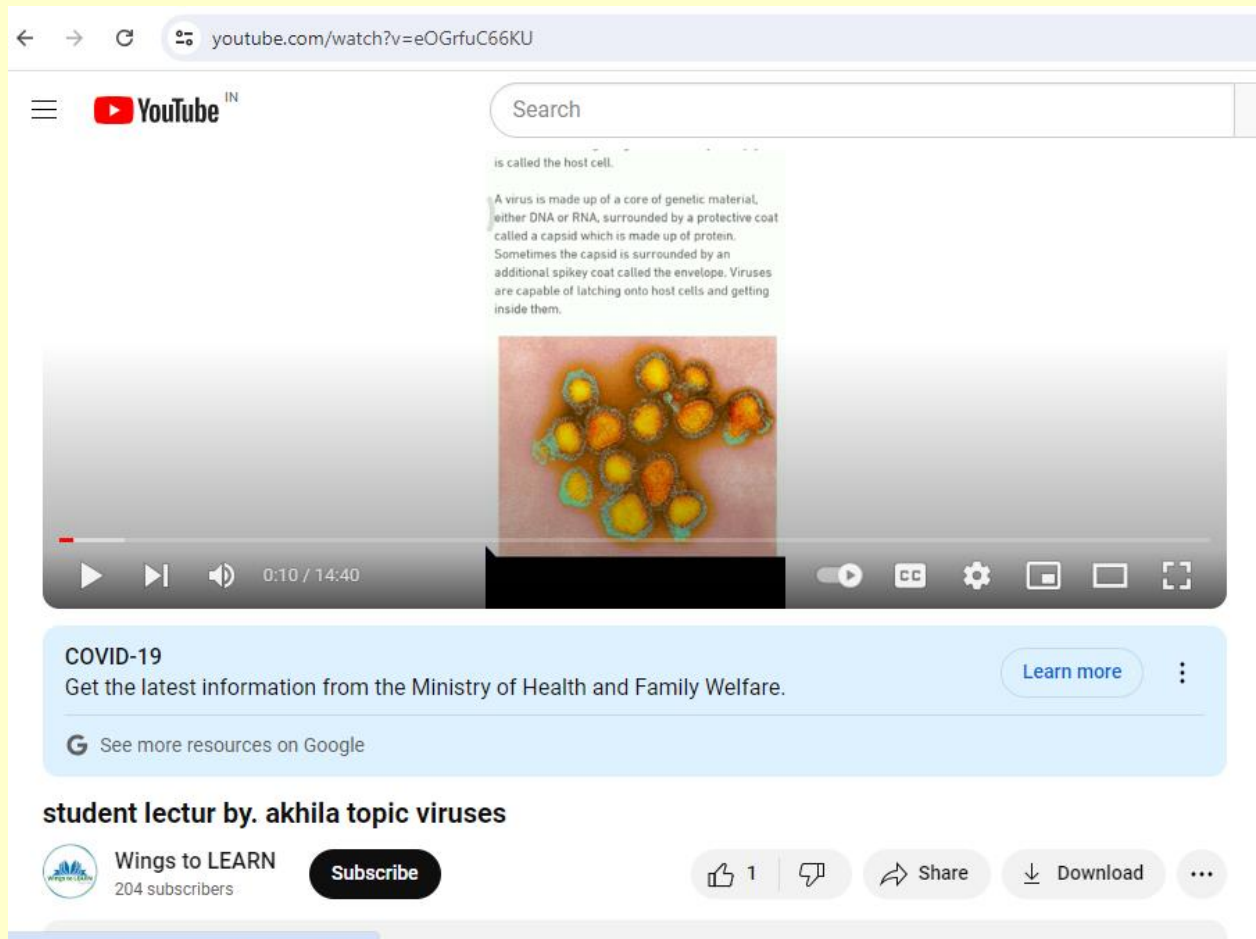 youtube.com/watch?v=eOGrfuC66KU
YouTube IN
Search
is called the host cell.
A virus is made up of a core of genetic material,
either DNA or RNA, surrounded by a protective coat
called a capsid which is made up of protein.
Sometimes the capsid is surrounded by an
additional spikey coat called the envelope. Viruses
are capable of latching onto host cells and getting
inside them.
0:10 / 14:40
CC
COVID-19
Get the latest information from the Ministry of Health and Family Welfare.
Learn more
G See more resources on Google
student lectur by. akhila topic viruses
Wings to LEARN
204 subscribers
Subscribe
1
Share
Download